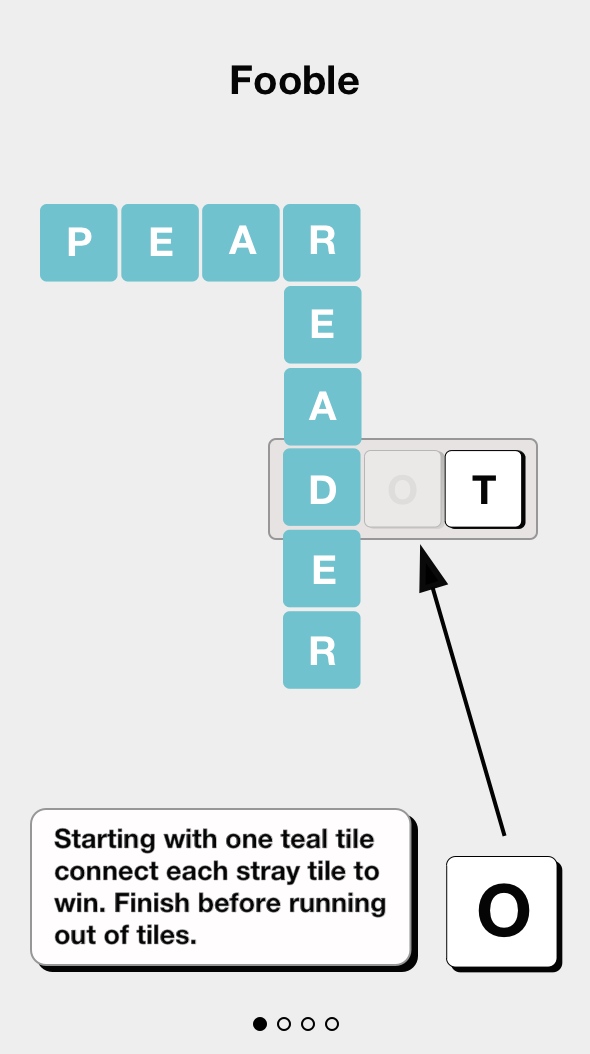 Fooble
P E A R
E
A
D O T
E
R
Starting with one teal tile
connect each stray tile to
win. Finish before running
out of tiles.
O